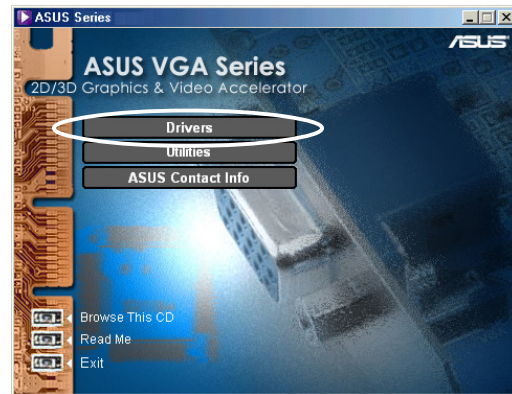 ASUS Series
ASUS
ASUS VGA Series
2D/3D Graphics & Video Accelerator
Drivers
Utilities
ASUS Contact Info
Browse This CD
Read Me
Exit